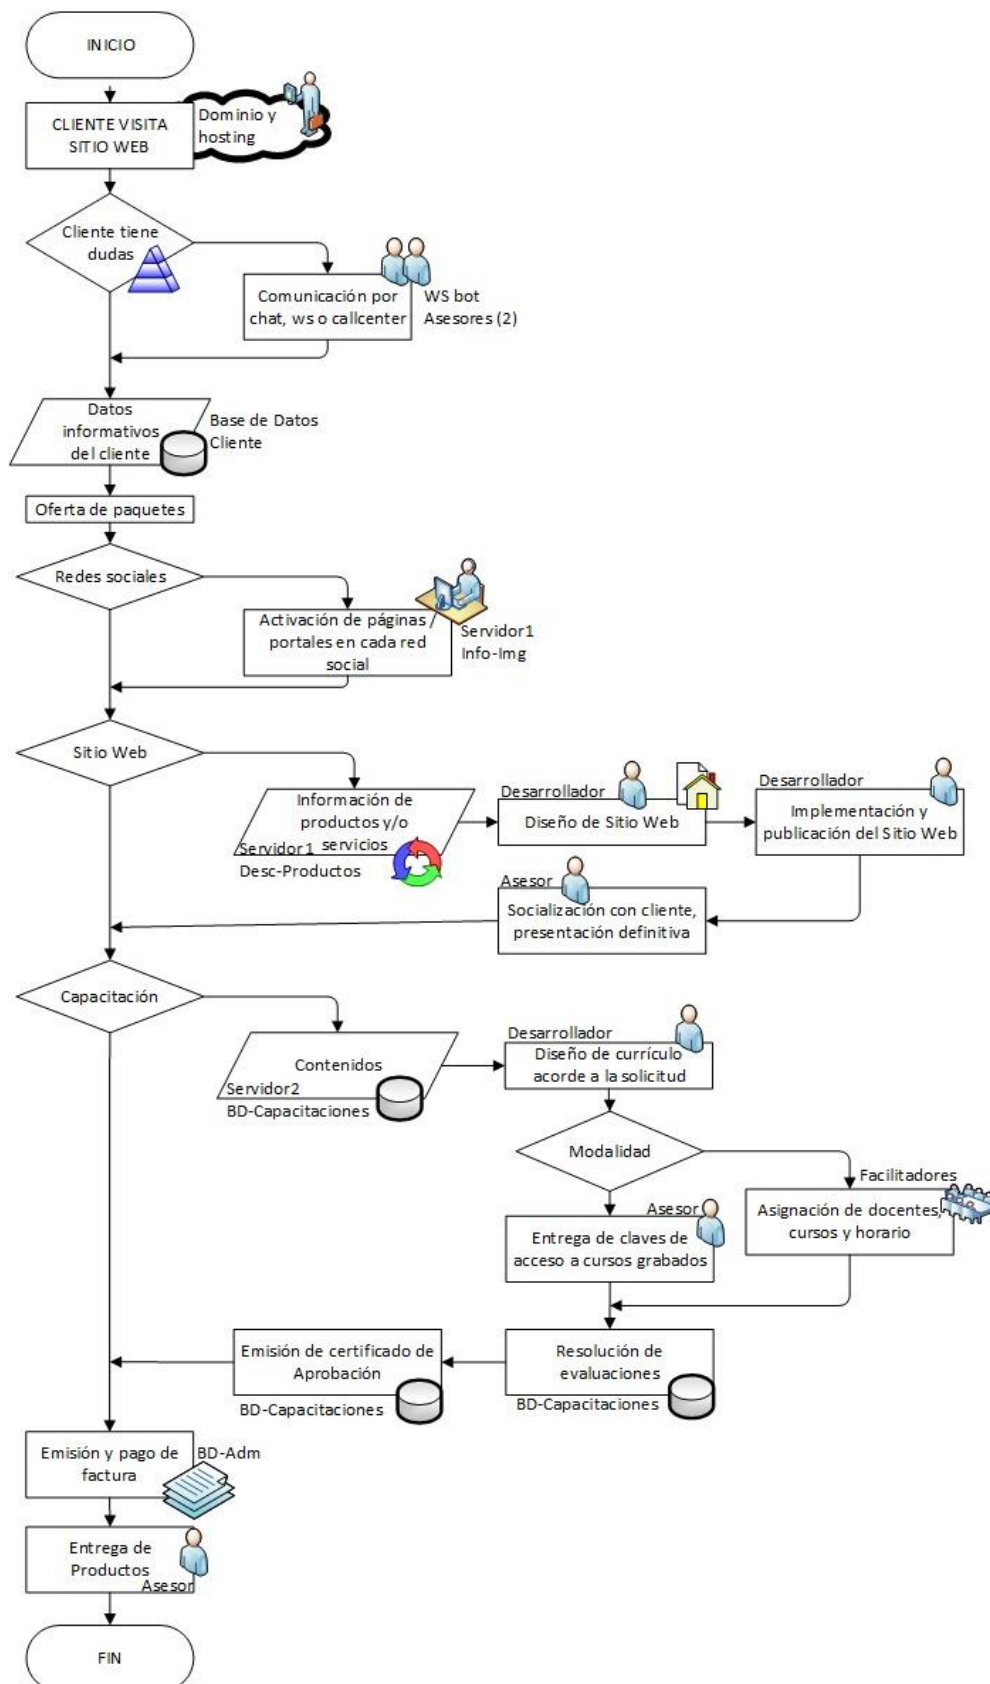 INICIO
CLIENTE VISITA
SITIO WEB
Dominio y
hosting
Cliente tiene
dudas
Comunicación por
chat, ws o callcenter
WS bot
Asesores (2)
Datos
informativos
del cliente
Base de Datos
Cliente
Oferta de paquetes
Redes sociales
Activación de páginas /
portales en cada red
social
Servidor1
Info-Img
Sitio Web
Información de
productos y/o
servicios
Servidor1
Desc-Productos
Desarrollador
Diseño de Sitio Web
Desarrollador
Implementación y
publicación del Sitio Web
Asesor
Socialización con cliente,
presentación definitiva
Capacitación
Contenidos
Servidor2
BD-Capacitaciones
Desarrollador
Diseño de currículo
acorde a la solicitud
Modalidad
Facilitadores
Asignación de docentes,
cursos y horario
Asesor
Entrega de claves de
acceso a cursos grabados
Resolución de
evaluaciones
BD-Capacitaciones
Emisión de certificado de
Aprobación
BD-Capacitaciones
Emisión y pago de
factura
BD-Adm
Entrega de
Productos
Asesor
FIN